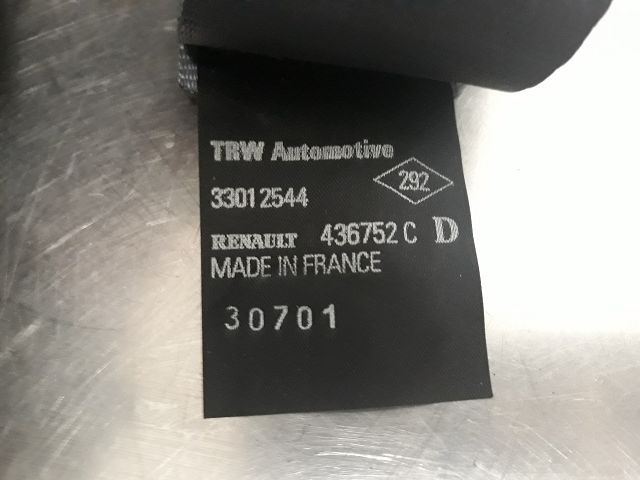 TRW Automotive
292
33012544
RENAULT 436752 C D
MADE IN FRANCE
30701